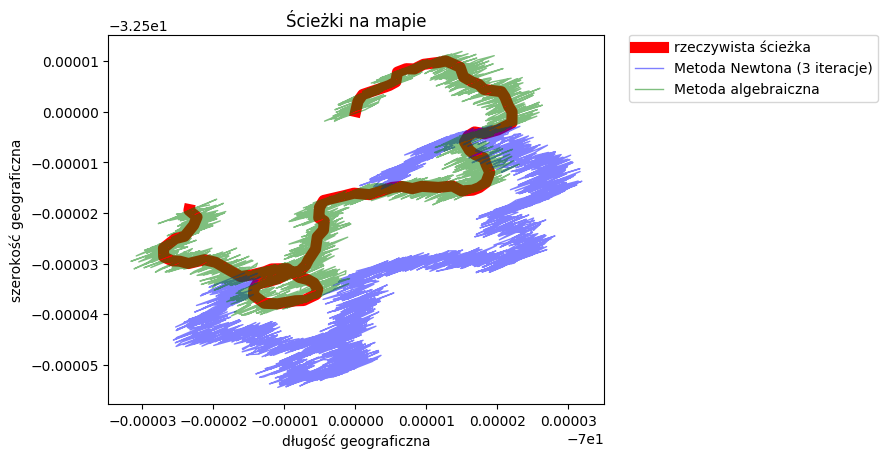 Ścieżki na mapie
−3.25e1
0.00001
0.00000
−0.00001
−0.00002
−0.00003
−0.00004
−0.00005
szerokość geograficzna
−0.00003 −0.00002 −0.00001 0.00000 0.00001 0.00002 0.00003
−7e1
długość geograficzna
rzeczywista ścieżka
Metoda Newtona (3 iteracje)
Metoda algebraiczna